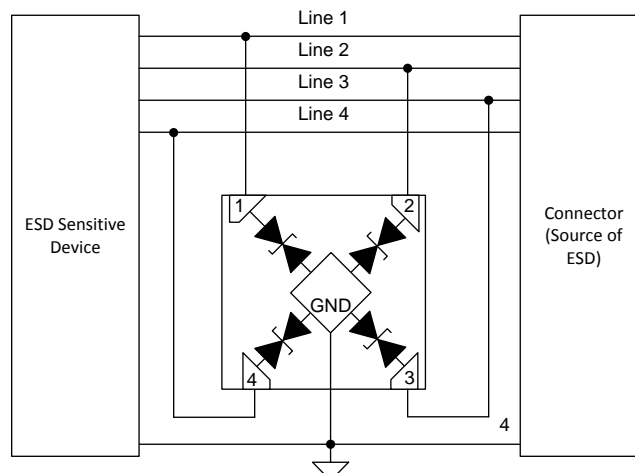 Line 1
Line 2
Line 3
Line 4
1
2
ESD Sensitive
Device
Connector
(Source of
ESD)
GND
4
3
4